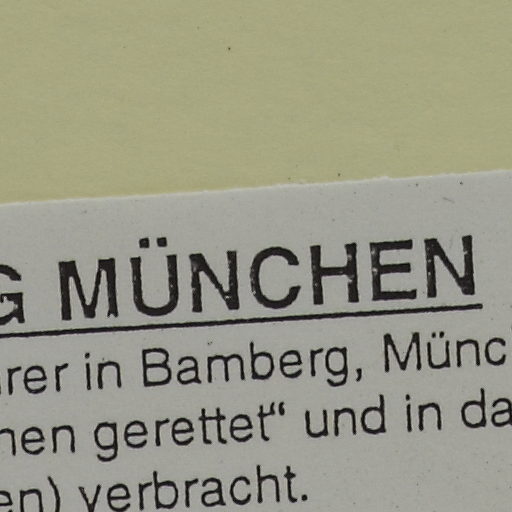 G MÜNCHEN
rer in Bamberg, Münc
nen gerettet“ und in da
en) verbracht.